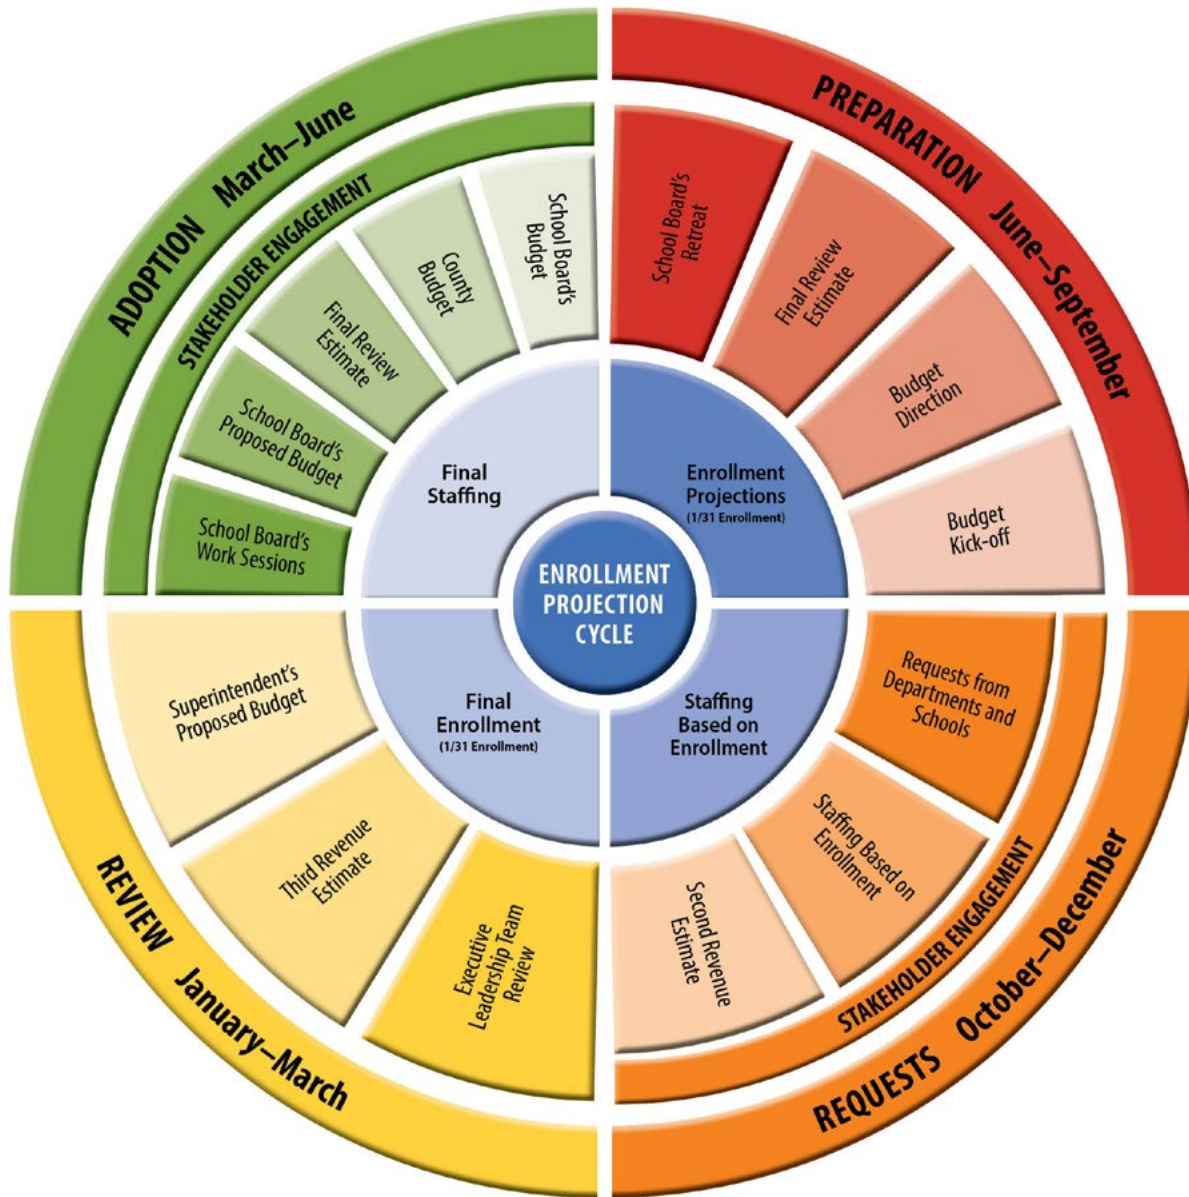 PREPARATION June–September
School Board's
Retreat
Final Review
Estimate
Budget
Direction
Budget
Kick-off
Enrollment
Projections
(1/31 Enrollment)
REQUESTS October–December
STAKEHOLDER ENGAGEMENT
Requests from
Departments and
Schools
Staffing Based on
Enrollment
Second Revenue
Estimate
Staffing
Based on
Enrollment
REVIEW January–March
Executive
Leadership Team
Review
Third Revenue
Estimate
Superintendent's
Proposed Budget
Final
Enrollment
(1/31 Enrollment)
ADOPTION March–June
STAKEHOLDER ENGAGEMENT
School Board's
Work Sessions
School Board's
Proposed Budget
Final Review
Estimate
County
Budget
School Board's
Budget
Final
Staffing
ENROLLMENT
PROJECTION
CYCLE